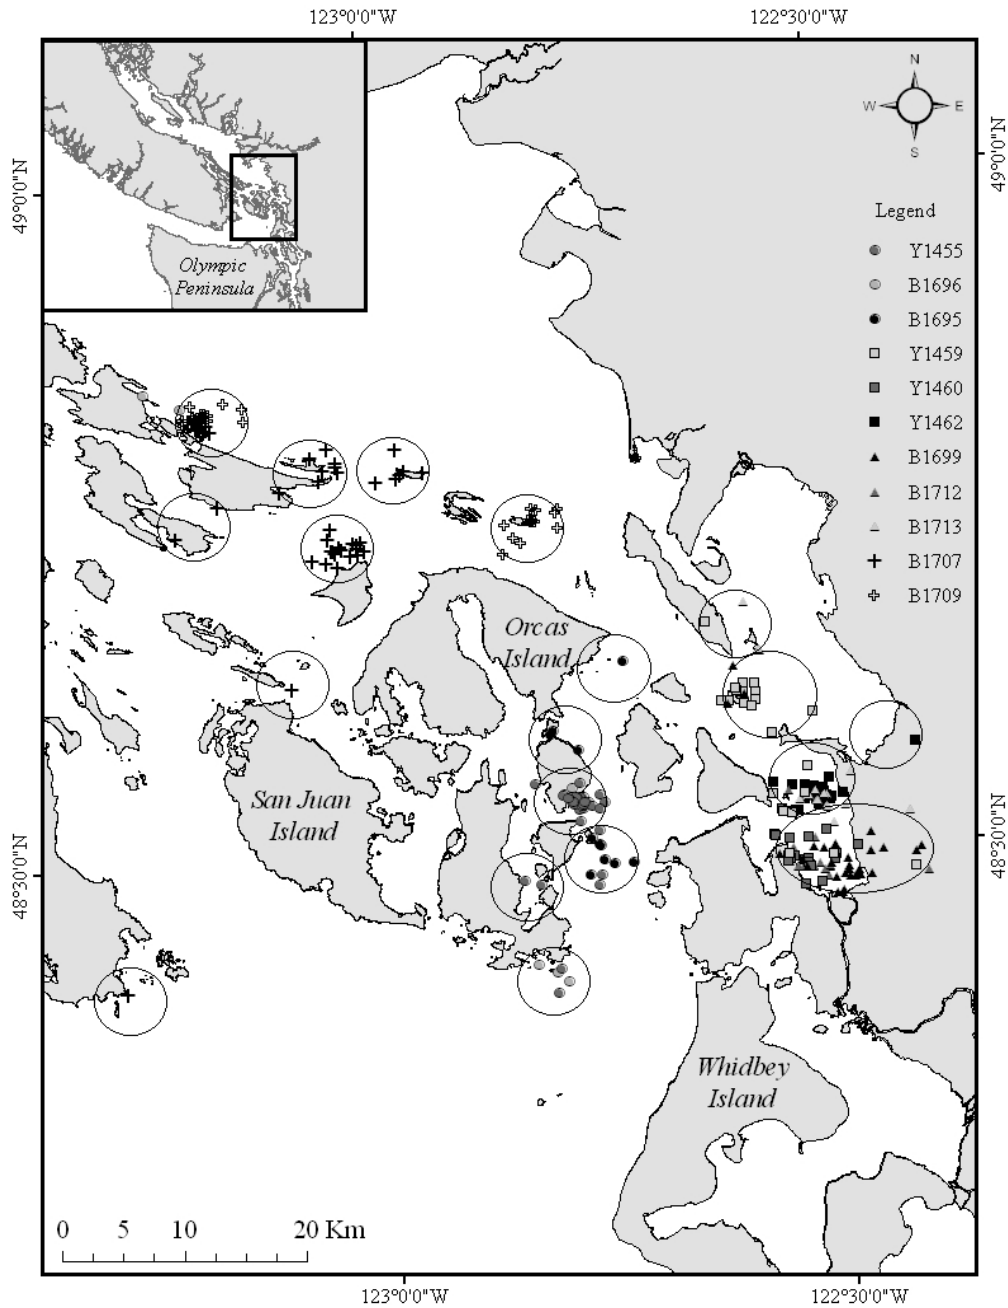 123°0'0"W
122°30'0"W
49°0'0"N
49°0'0"N
N
W
E
S
Olympic
Peninsula
Legend
Y1455
B1696
B1695
Y1459
Y1460
Y1462
B1699
B1712
B1713
B1707
B1709
Orcas
Island
San Juan
Island
48°30'0"N
48°30'0"N
Whidbey
Island
0 5 10 20 Km
123°0'0"W
122°30'0"W